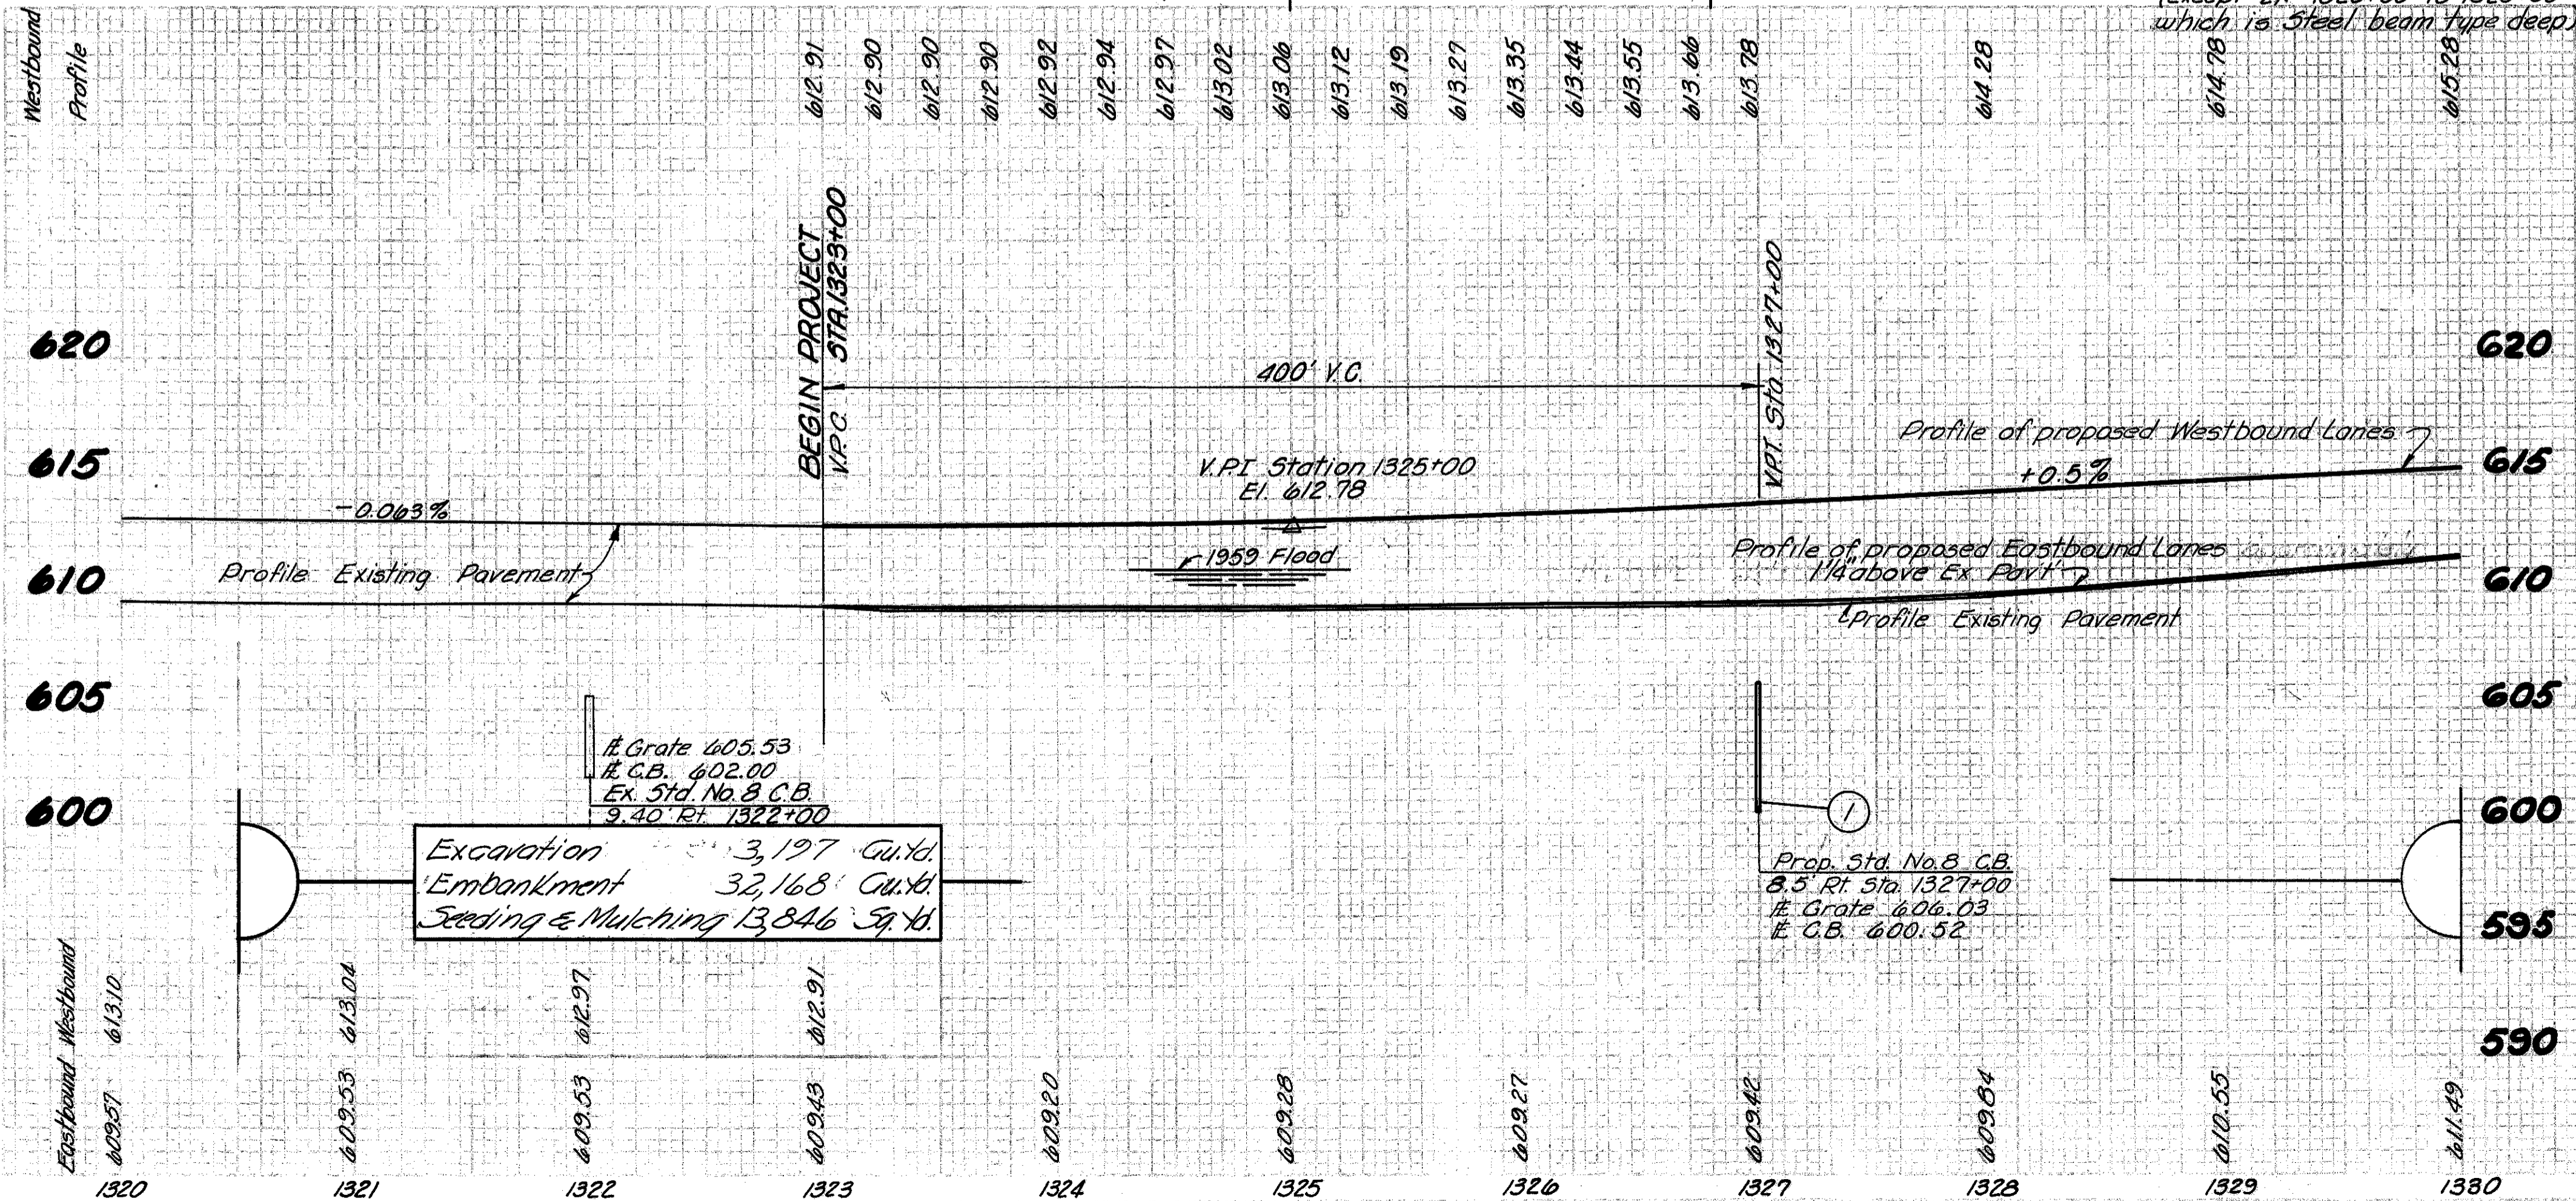 which is Steel beam type deep)
Westbound
Profile
612.91
612.90
612.90
612.90
612.92
612.94
612.97
613.02
613.06
613.12
613.19
613.27
613.35
613.44
613.55
613.66
613.78
614.28
614.78
615.28
BEGIN PROJECT
V.P.C. STA. 1323+00
V.P.T. Sta. 1327+00
620
620
400' V.C.
Profile of proposed Westbound Lanes
615
V.P.I Station 1325+00
El. 612.78
+0.5%
615
-0.063%
1959 Flood
Profile of proposed Eastbound Lanes
1¼" above Ex. Pav't
610
Profile Existing Pavement
610
Profile Existing Pavement
605
605
Grate 605.53
C.B. 602.00
Ex. Std. No. 8 C.B.
9.40' Rt. 1322+00
600
1
600
Excavation 3,197 Cu.Yd.
Embankment 32,168 Cu.Yd.
Seeding & Mulching 13,846 Sq.Yd.
Prop. Std. No. 8 C.B.
8.5 Rt. Sta. 1327+00
Grate 606.03
C.B. 600.52
595
590
Eastbound Westbound
609.57 613.10
609.53 613.04
609.53 612.97
609.43 612.91
609.20
609.28
609.27
609.42
609.84
610.55
611.49
1320 1321 1322 1323 1324 1325 1326 1327 1328 1329 1330